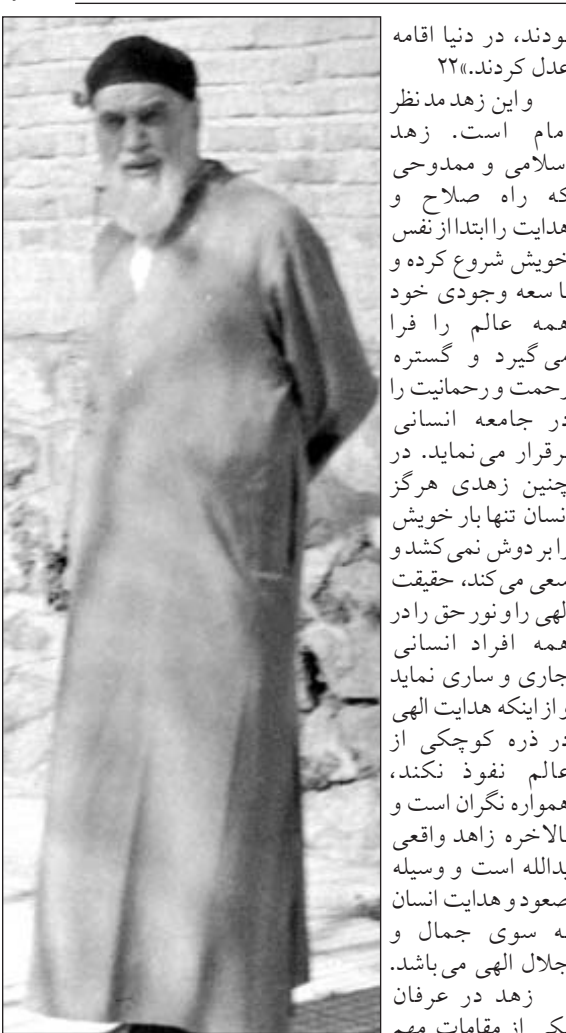 بودند، در دنیا اقامه
عدل کردند.»۲۲
و این زهد مد نظر
امام است. زهد
اسلامی و ممدوحی
که راه صلاح و
هدایت را ابتدا از نفس
خویش شروع کرده و
با سعه وجودی خود
همه عالم را فرا
می‌گیرد و گستره
رحمت و رحمانیت را
در جامعه انسانی
برقرار می‌نماید. در
چنین زهدی هرگز
انسان تنها بار خویش
را بر دوش نمی‌کشد و
سعی می‌کند، حقیقت
الهی را و نور حق را در
همه افراد انسانی
جاری و ساری نماید
و از اینکه هدایت الهی
در ذره کوچکی از
عالم نفوذ نکند،
همواره نگران است و
بالاخره زاهد واقعی
یدالله است و وسیله
صعود و هدایت انسان
به سوی جمال و
جلال الهی می‌باشد.
زهد در عرفان
یکی از مقامات مهم